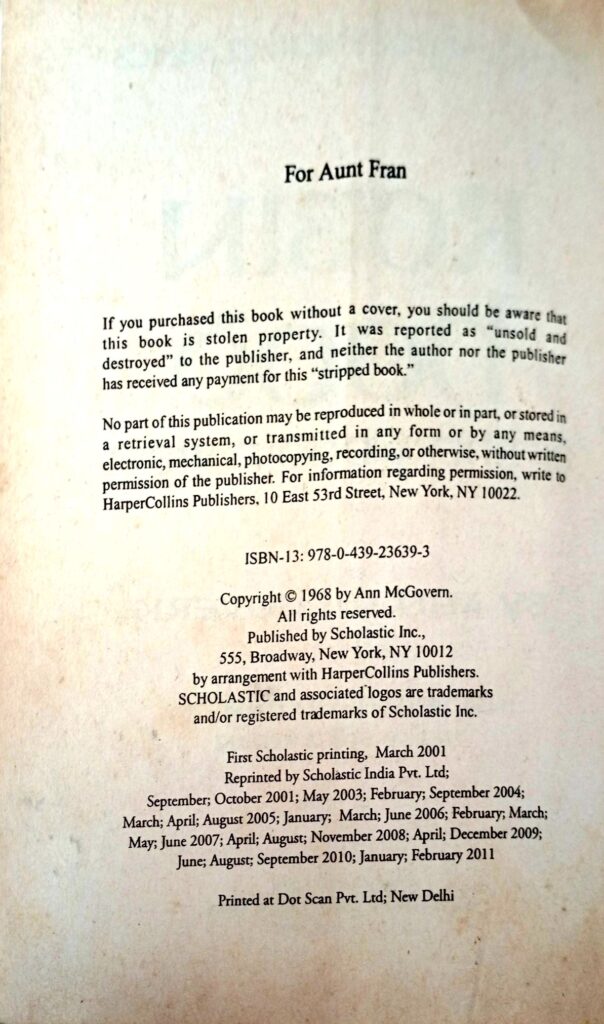 For Aunt Fran
If you purchased this book without a cover, you should be aware that
this book is stolen property. It was reported as “unsold and
destroyed” to the publisher, and neither the author nor the publisher
has received any payment for this “stripped book.”
No part of this publication may be reproduced in whole or in part, or stored in
a retrieval system, or transmitted in any form or by any means,
electronic, mechanical, photocopying, recording, or otherwise, without written
permission of the publisher. For information regarding permission, write to
HarperCollins Publishers, 10 East 53rd Street, New York, NY 10022.
ISBN-13: 978-0-439-23639-3
Copyright © 1968 by Ann McGovern.
All rights reserved.
Published by Scholastic Inc.,
555, Broadway, New York, NY 10012
by arrangement with HarperCollins Publishers.
SCHOLASTIC and associated logos are trademarks
and/or registered trademarks of Scholastic Inc.
First Scholastic printing, March 2001
Reprinted by Scholastic India Pvt. Ltd;
September; October 2001; May 2003; February; September 2004;
March; April; August 2005; January; March; June 2006; February; March;
May; June 2007; April; August; November 2008; April; December 2009;
June; August; September 2010; January; February 2011
Printed at Dot Scan Pvt. Ltd; New Delhi